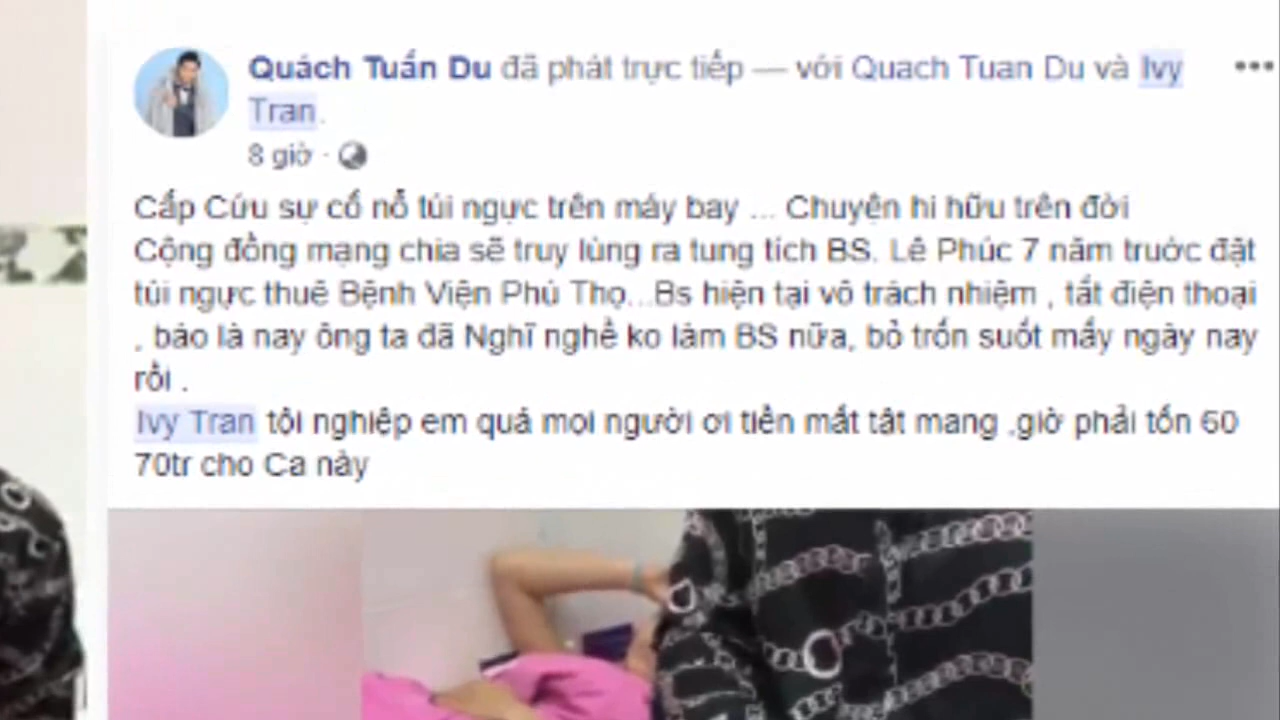 Quách Tuấn Du đã phát trực tiếp — với Quach Tuan Du và Ivy
Tran.
8 giờ ·
Cấp Cứu sự cố nổ túi ngực trên máy bay ... Chuyện hi hữu trên đời
Cộng đồng mạng chia sẽ truy lùng ra tung tích BS. Lê Phúc 7 năm trước đặt
túi ngực thuê Bệnh Viện Phú Thọ...Bs hiện tại vô trách nhiệm , tắt điện thoại
, báo là nay ông ta đã Nghĩ nghề ko làm BS nữa, bỏ trốn suốt mấy ngày nay
rồi .
Ivy Tran tội nghiệp em quá mọi người ơi tiền mất tật mang ,giờ phải tốn 60
70tr cho Ca này